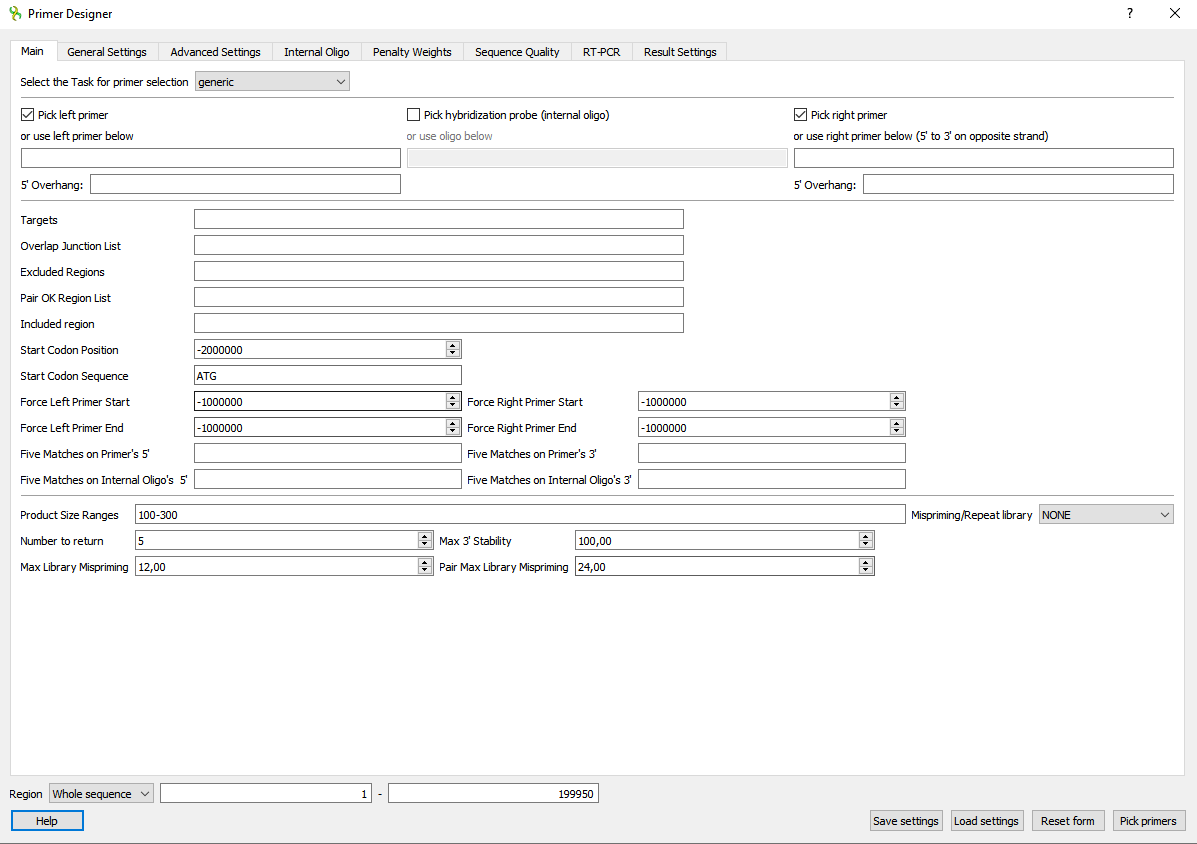 Primer Designer ?
Main General Settings Advanced Settings Internal Oligo Penalty Weights Sequence Quality RT-PCR Result Settings
Select the Task for primer selection generic
Pick left primer Pick hybridization probe (internal oligo) Pick right primer
or use left primer below or use oligo below or use right primer below (5' to 3' on opposite strand)
5' Overhang: 5' Overhang:
Targets
Overlap Junction List
Excluded Regions
Pair OK Region List
Included region
Start Codon Position -2000000
Start Codon Sequence ATG
Force Left Primer Start -1000000 Force Right Primer Start -1000000
Force Left Primer End -1000000 Force Right Primer End -1000000
Five Matches on Primer's 5' Five Matches on Primer's 3'
Five Matches on Internal Oligo's 5' Five Matches on Internal Oligo's 3'
Product Size Ranges 100-300 Mispriming/Repeat library NONE
Number to return 5 Max 3' Stability 100,00
Max Library Mispriming 12,00 Pair Max Library Mispriming 24,00
Region Whole sequence 1 - 199950
Help Save settings Load settings Reset form Pick primers